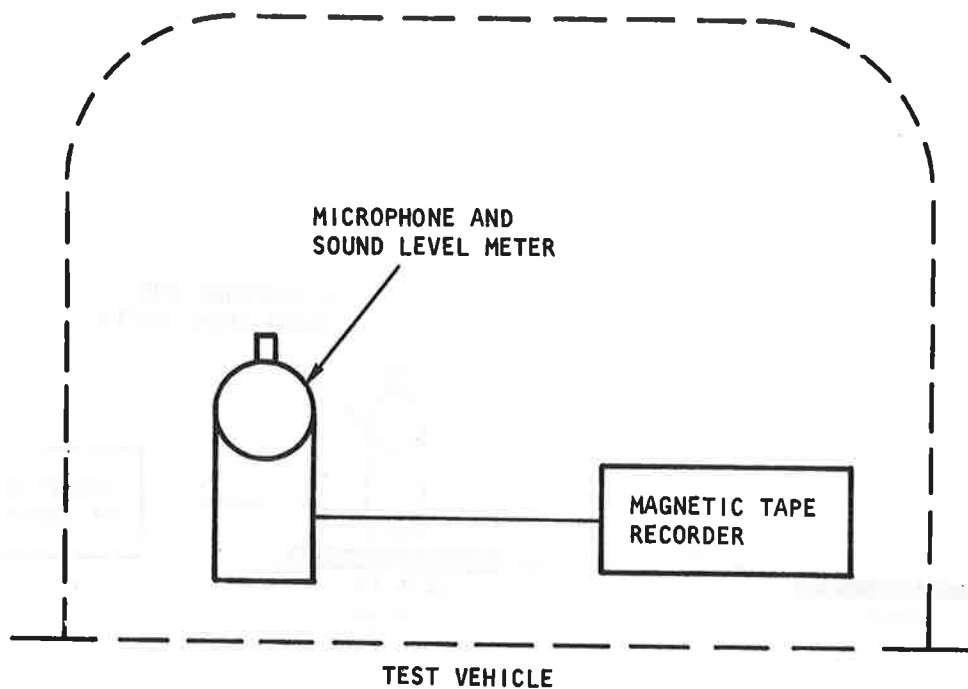 MICROPHONE AND
SOUND LEVEL METER
MAGNETIC TAPE
RECORDER
TEST VEHICLE